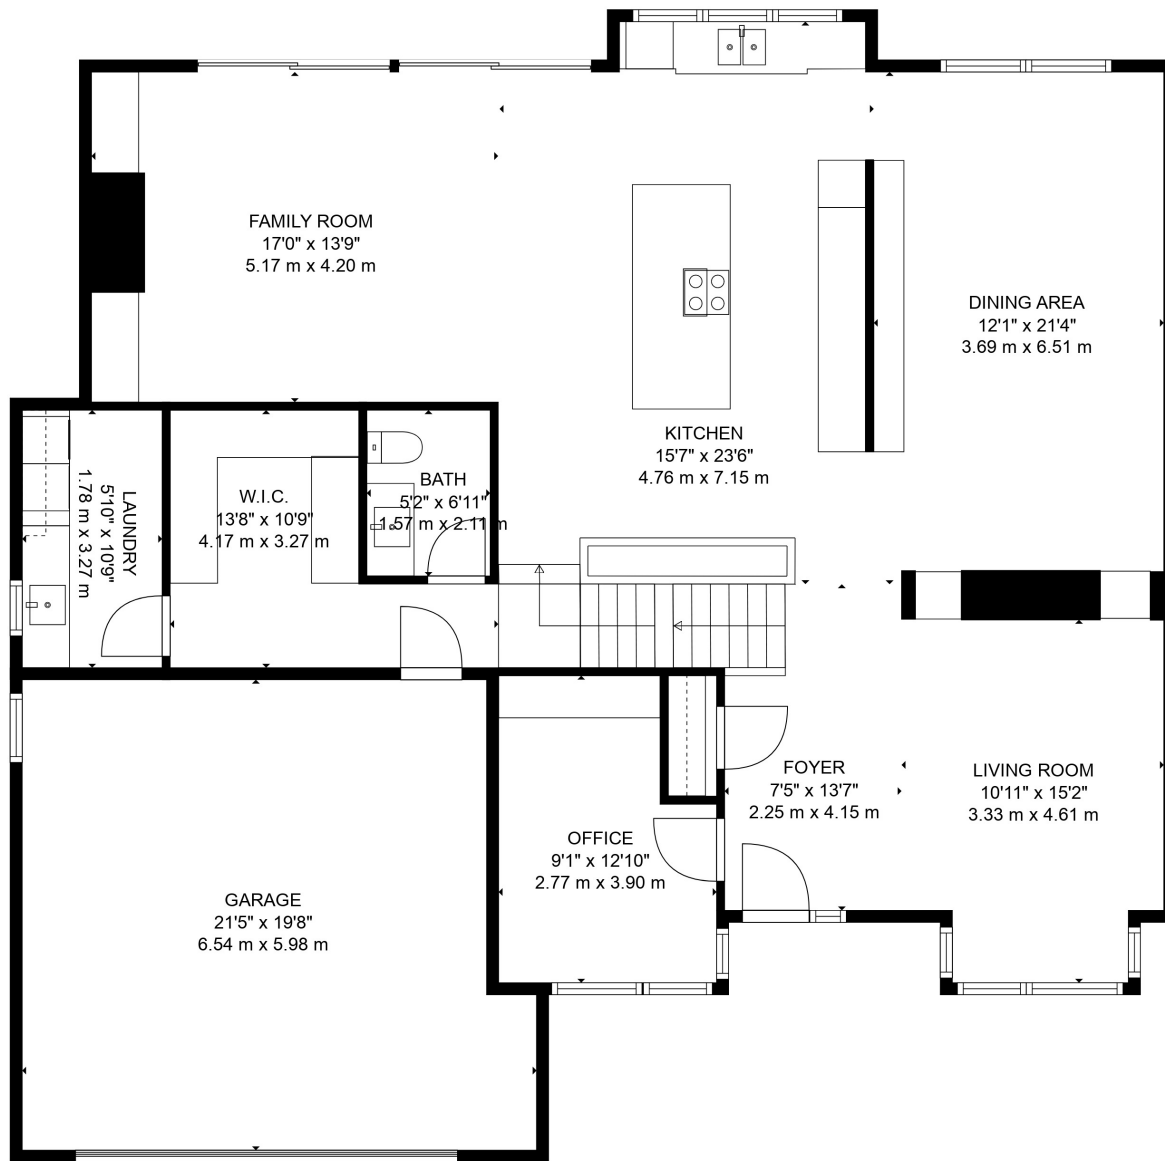 FAMILY ROOM
17'0" x 13'9"
5.17 m x 4.20 m
DINING AREA
12'1" x 21'4"
3.69 m x 6.51 m
KITCHEN
15'7" x 23'6"
4.76 m x 7.15 m
LAUNDRY
5'10" x 10'9"
1.78 m x 3.27 m
W.I.C.
13'8" x 10'9"
4.17 m x 3.27 m
BATH
5'2" x 6'11"
1.57 m x 2.11 m
FOYER
7'5" x 13'7"
2.25 m x 4.15 m
LIVING ROOM
10'11" x 15'2"
3.33 m x 4.61 m
OFFICE
9'1" x 12'10"
2.77 m x 3.90 m
GARAGE
21'5" x 19'8"
6.54 m x 5.98 m